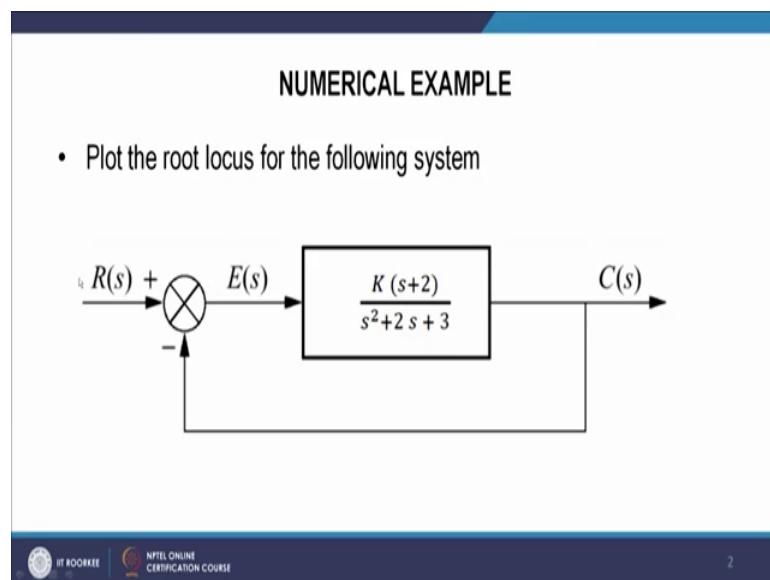 NUMERICAL EXAMPLE
• Plot the root locus for the following system
R(s) + E(s) K (s+2) C(s)
s²+2 s + 3
−
IIT ROORKEE NPTEL ONLINE
CERTIFICATION COURSE
2